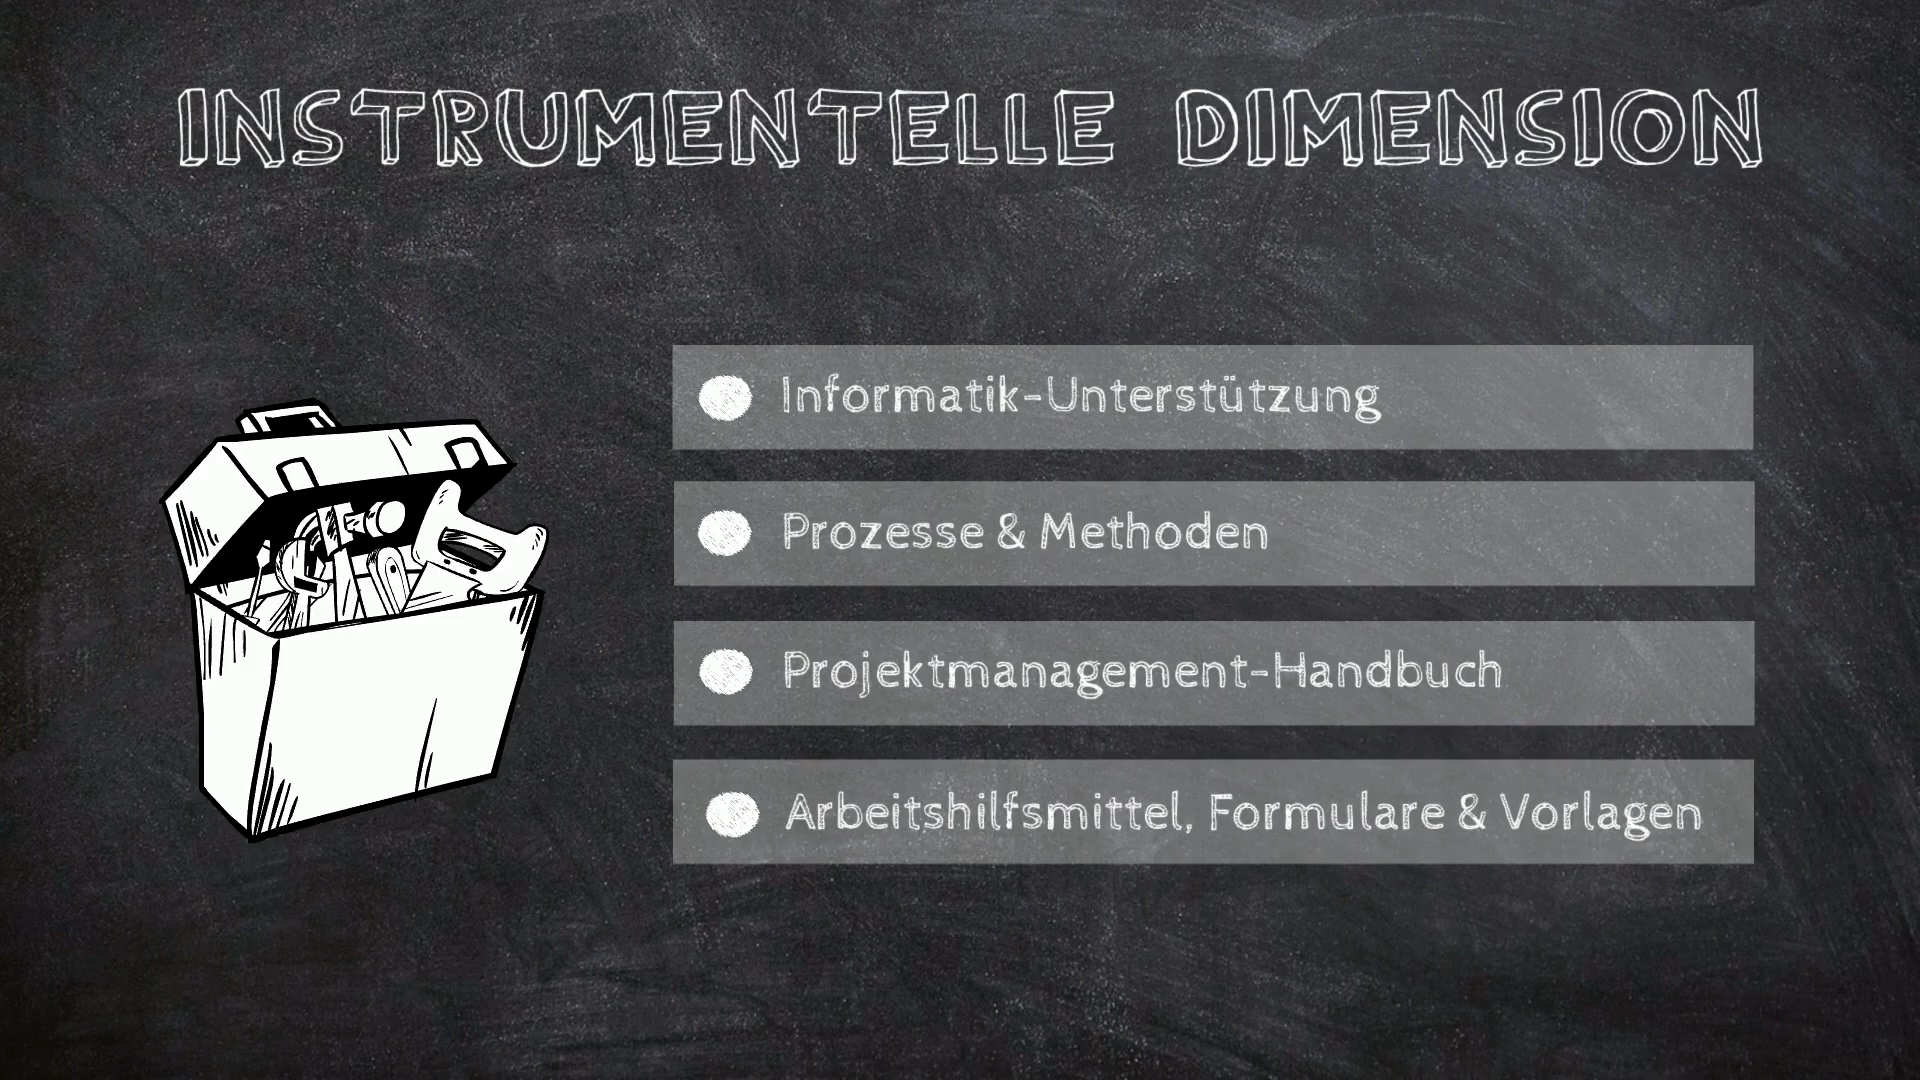 INSTRUMENTELLE DIMENSION
Informatik-Unterstützung
Prozesse & Methoden
Projektmanagement-Handbuch
Arbeitshilfsmittel, Formulare & Vorlagen